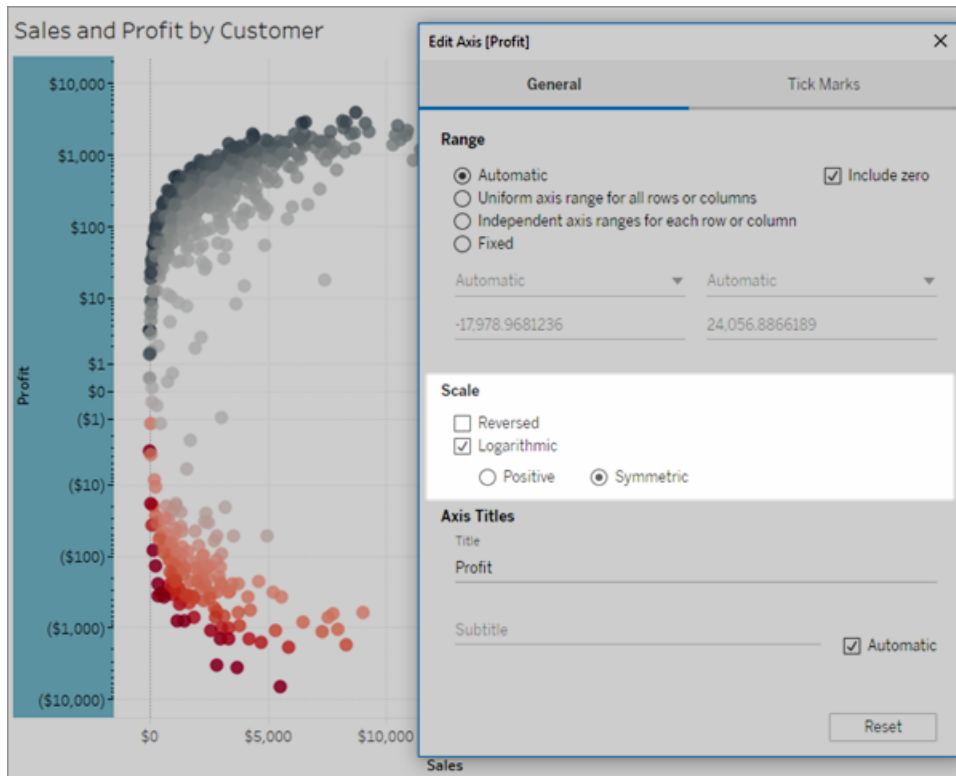 Sales and Profit by Customer
$10,000
$1,000
$100
$10
$1
$0
($1)
($10)
($100)
($1,000)
($10,000)
Profit
$0
$5,000
$10,000
Sales
Edit Axis [Profit]
General
Tick Marks
Range
Automatic
Include zero
Uniform axis range for all rows or columns
Independent axis ranges for each row or column
Fixed
Automatic
Automatic
-17,978.9681236
24,056.8866189
Scale
Reversed
Logarithmic
Positive
Symmetric
Axis Titles
Title
Profit
Subtitle
Automatic
Reset